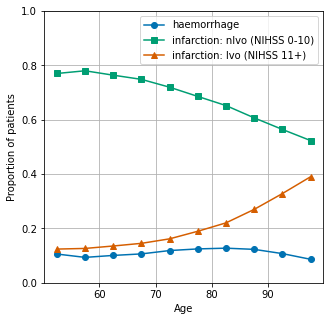 haemorrhage
infarction: nlvo (NIHSS 0-10)
infarction: lvo (NIHSS 11+)
1.0
0.8
0.6
0.4
0.2
0.0
Proportion of patients
60 70 80 90
Age